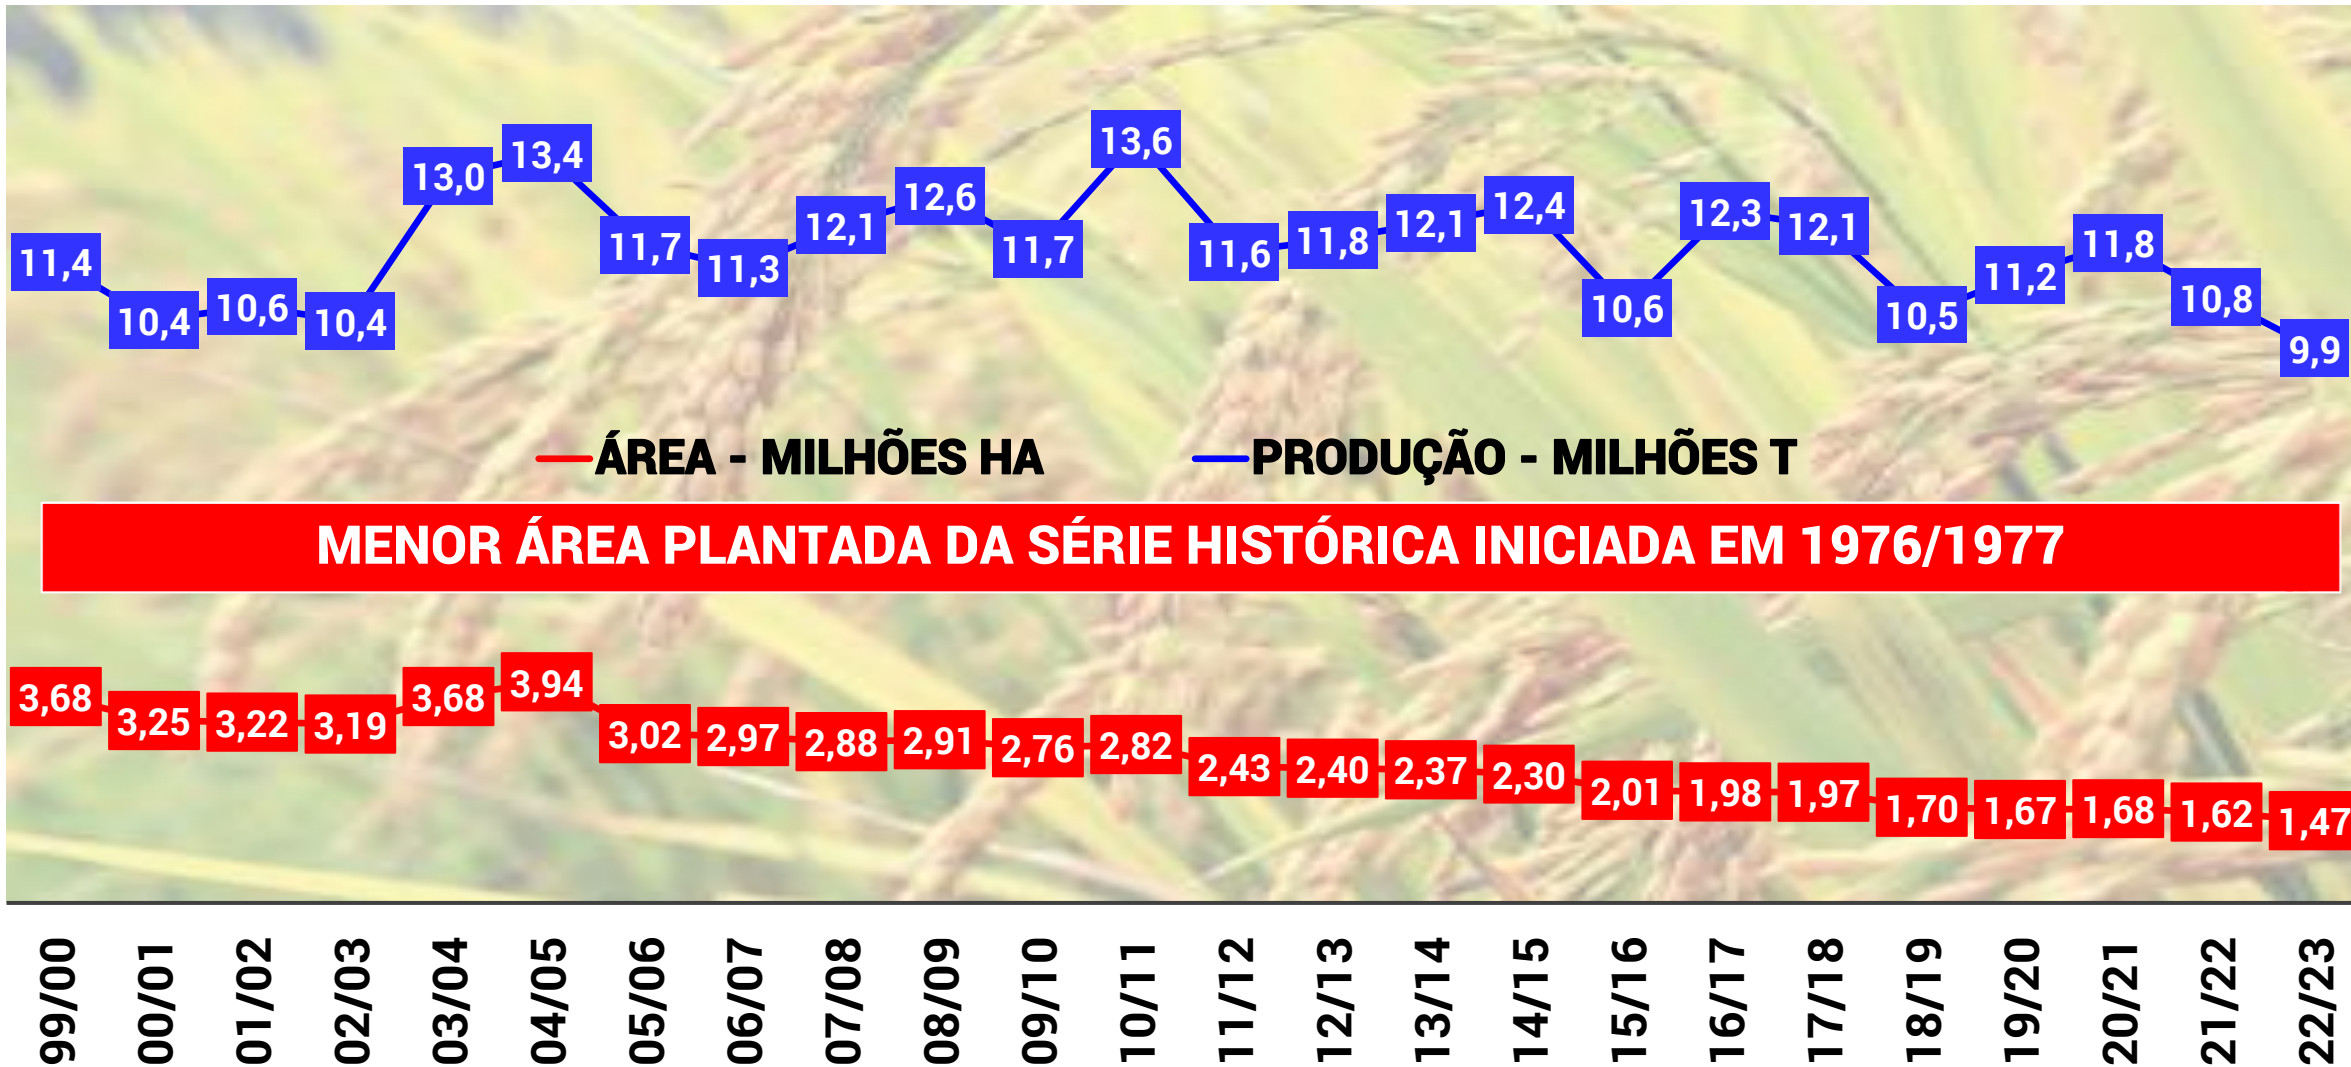 11,4 10,4 10,6 10,4 13,0 13,4 11,7 11,3 12,1 12,6 11,7 13,6 11,6 11,8 12,1 12,4 10,6 12,3 12,1 10,5 11,2 11,8 10,8 9,9
ÁREA - MILHÕES HA PRODUÇÃO - MILHÕES T
MENOR ÁREA PLANTADA DA SÉRIE HISTÓRICA INICIADA EM 1976/1977
3,68 3,25 3,22 3,19 3,68 3,94 3,02 2,97 2,88 2,91 2,76 2,82 2,43 2,40 2,37 2,30 2,01 1,98 1,97 1,70 1,67 1,68 1,62 1,47
99/00 00/01 01/02 02/03 03/04 04/05 05/06 06/07 07/08 08/09 09/10 10/11 11/12 12/13 13/14 14/15 15/16 16/17 17/18 18/19 19/20 20/21 21/22 22/23